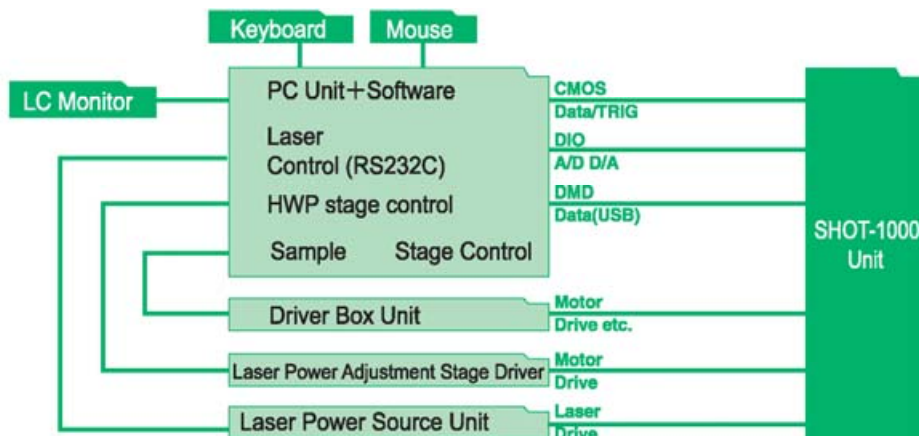 Keyboard
Mouse
LC Monitor
PC Unit+Software
Laser
Control (RS232C)
HWP stage control
Sample Stage Control
CMOS
Data/TRIG
DIO
A/D D/A
DMD
Data(USB)
SHOT-1000
Unit
Driver Box Unit
Motor
Drive etc.
Laser Power Adjustment Stage Driver
Motor
Drive
Laser Power Source Unit
Laser
Drive